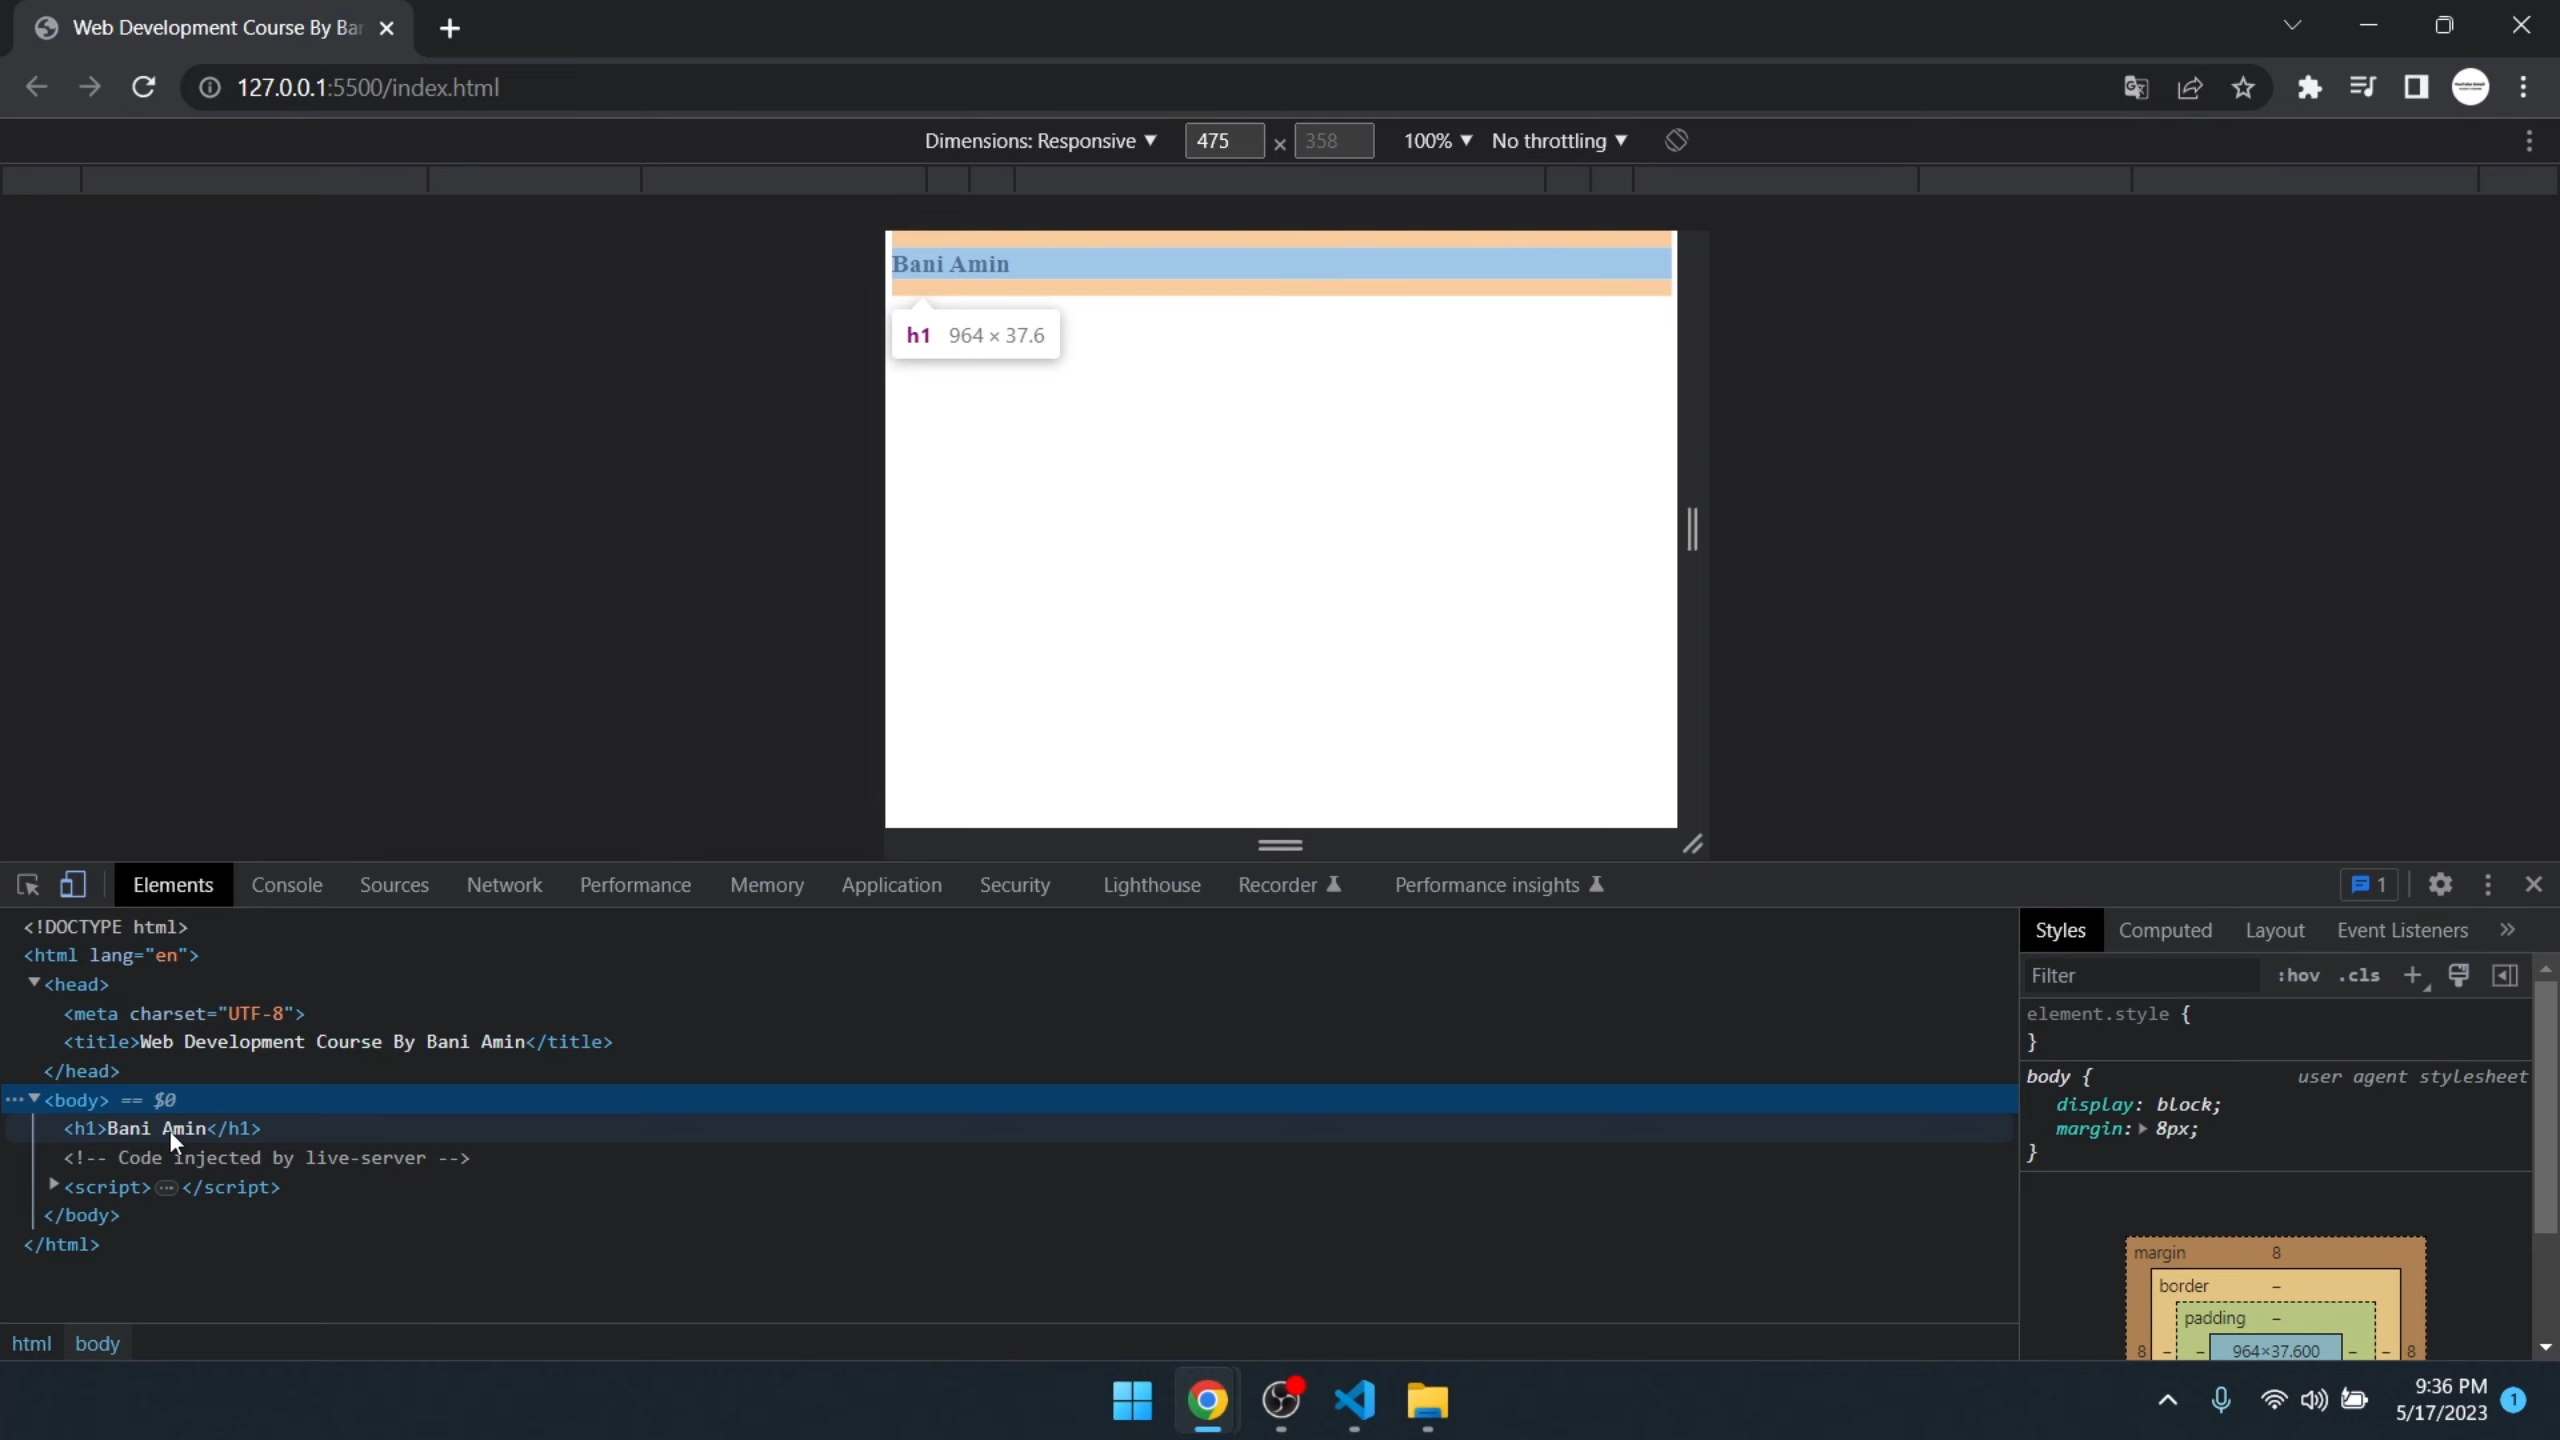 Web Development Course By Bar
127.0.0.1:5500/index.html
Dimensions: Responsive ▼ 475 × 358 100% ▼ No throttling ▼
Bani Amin
h1 964 × 37.6
Elements Console Sources Network Performance Memory Application Security Lighthouse Recorder Performance insights 1
<!DOCTYPE html>
<html lang="en">
▼<head>
<meta charset="UTF-8">
<title>Web Development Course By Bani Amin</title>
</head>
… ▼<body> == $0
<h1>Bani Amin</h1>
<!-- Code injected by live-server -->
▶<script>…</script>
</body>
</html>
html body
Styles Computed Layout Event Listeners »
Filter :hov .cls +
element.style {
}
body { user agent stylesheet
display: block;
margin: ▶ 8px;
}
margin 8
border –
padding –
8 – – 964×37.600 – – 8
9:36 PM
5/17/2023 1